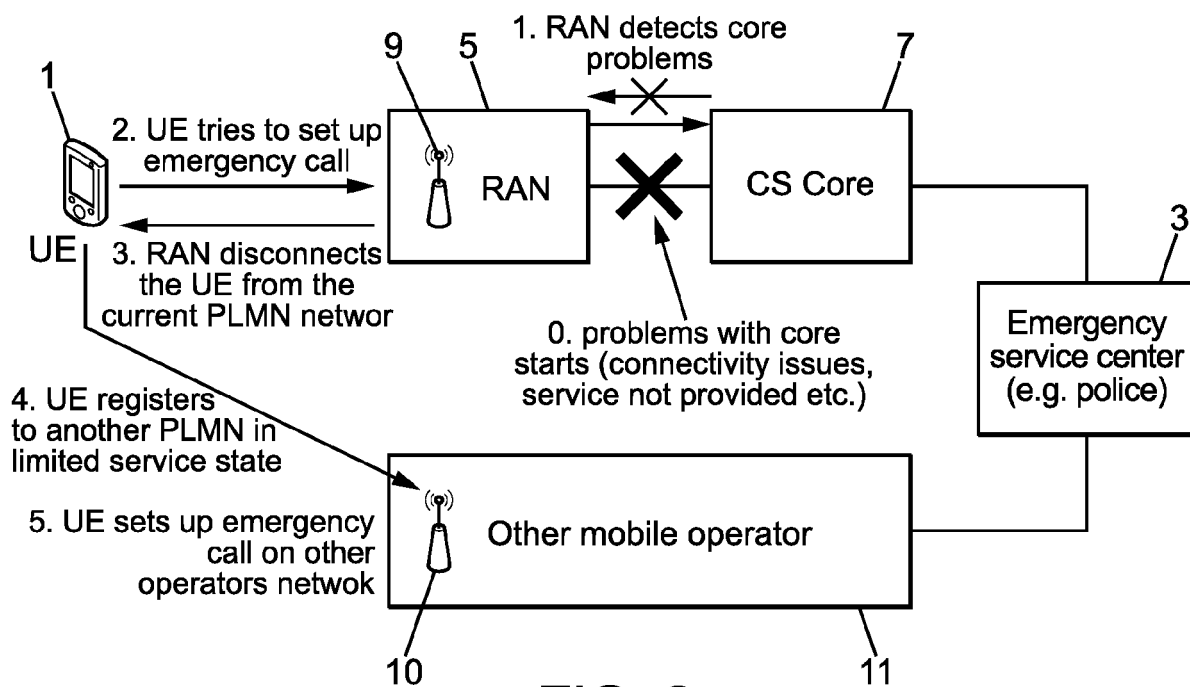 1. RAN detects core
problems
9
5
7
1
2. UE tries to set up
emergency call
RAN
CS Core
3
UE
3. RAN disconnects
the UE from the
current PLMN networ
0. problems with core
starts (connectivity issues,
service not provided etc.)
Emergency
service center
(e.g. police)
4. UE registers
to another PLMN in
limited service state
5. UE sets up emergency
call on other
operators netwok
Other mobile operator
10
11